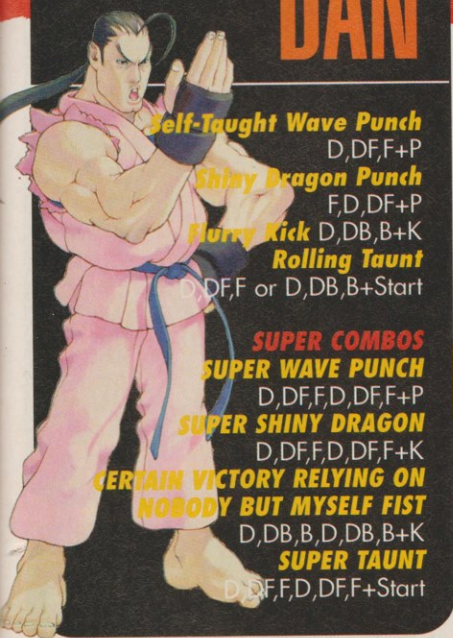 DAN
Self-Taught Wave Punch
D,DF,F+P
Shiny Dragon Punch
F,D,DF+P
Flurry Kick D,DB,B+K
Rolling Taunt
D,DF,F or D,DB,B+Start
SUPER COMBOS
SUPER WAVE PUNCH
D,DF,F,D,DF,F+P
SUPER SHINY DRAGON
D,DF,F,D,DF,F+K
CERTAIN VICTORY RELYING ON
NOBODY BUT MYSELF FIST
D,DB,B,D,DB,B+K
SUPER TAUNT
D,DF,F,D,DF,F+Start